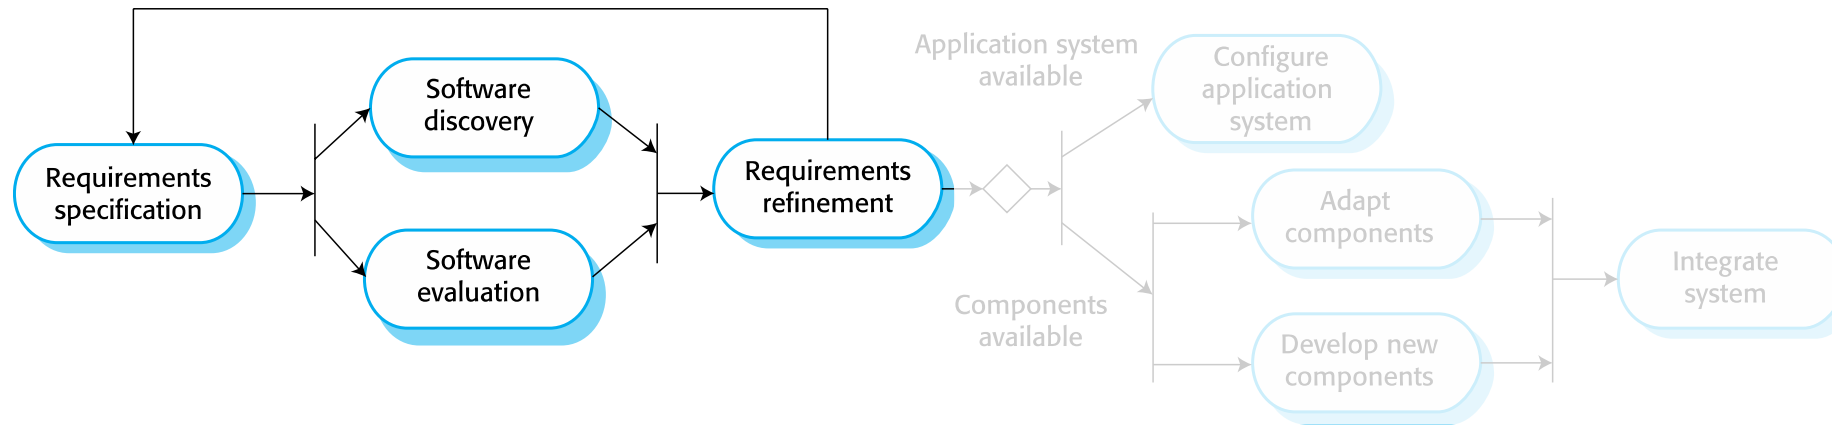 Requirements
specification
Software
discovery
Software
evaluation
Requirements
refinement
Application system
available
Configure
application
system
Components
available
Adapt
components
Develop new
components
Integrate
system